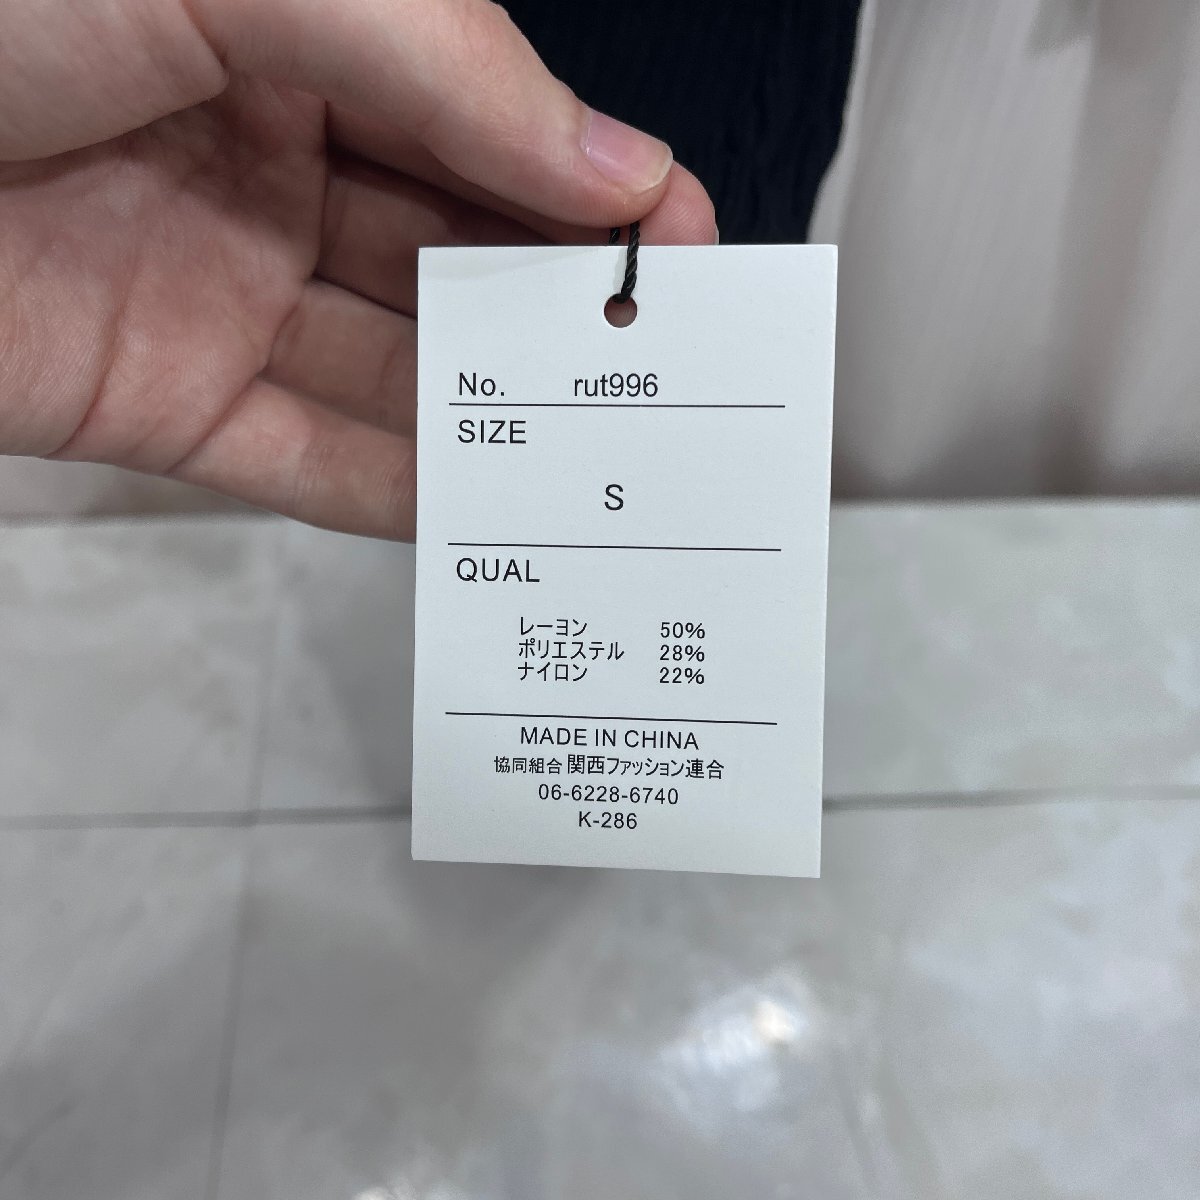 No. rut996
SIZE
S
QUAL
レーヨン 50%
ポリエステル 28%
ナイロン 22%
MADE IN CHINA
協同組合 関西ファッション連合
06-6228-6740
K-286